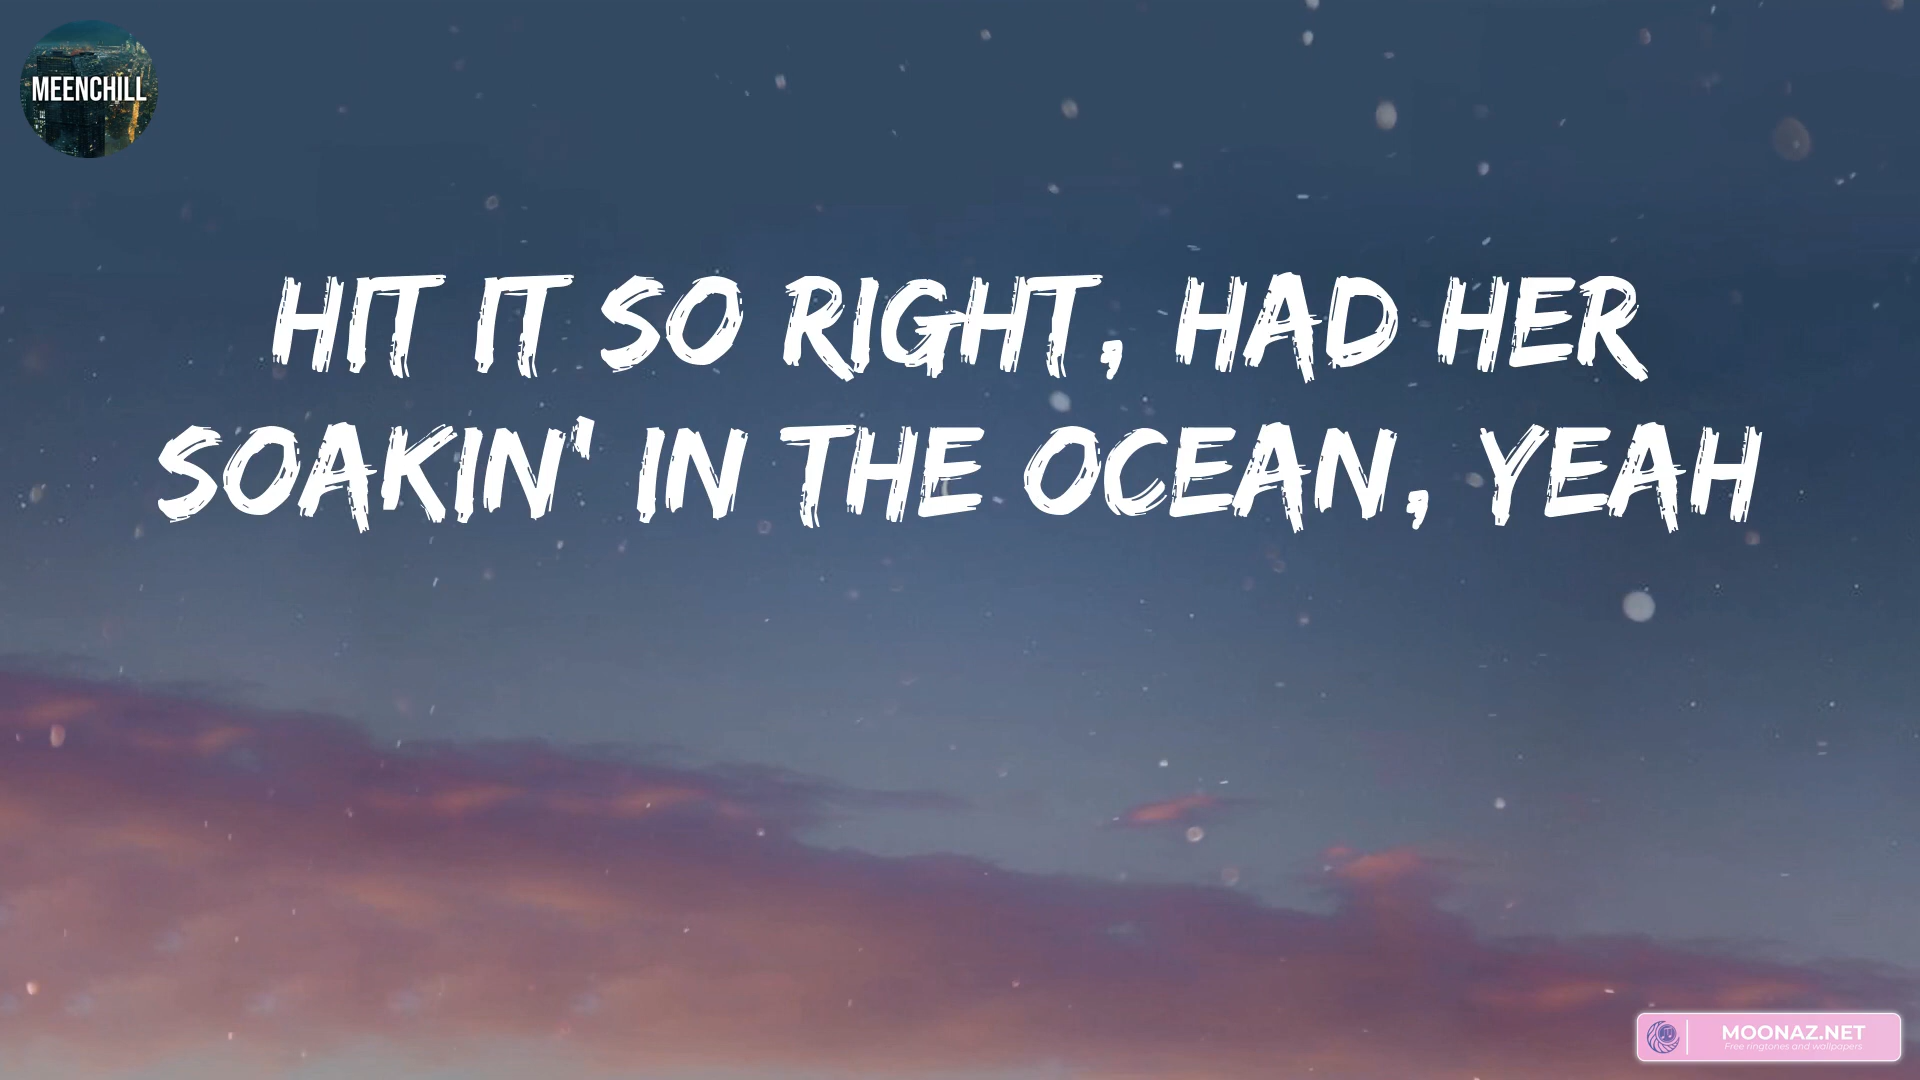 MEENCHILL
HIT IT SO RIGHT, HAD HER
SOAKIN' IN THE OCEAN, YEAH
MOONAZ.NET
Free ringtones and wallpapers